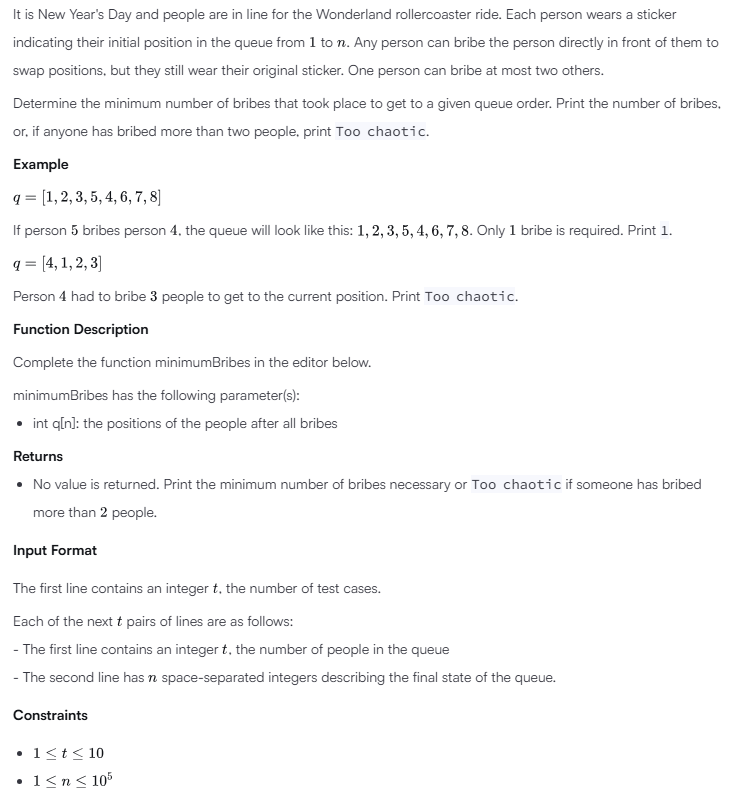 It is New Year's Day and people are in line for the Wonderland rollercoaster ride. Each person wears a sticker
indicating their initial position in the queue from 1 to n. Any person can bribe the person directly in front of them to
swap positions, but they still wear their original sticker. One person can bribe at most two others.
Determine the minimum number of bribes that took place to get to a given queue order. Print the number of bribes,
or, if anyone has bribed more than two people, print Too chaotic.
Example
q = [1, 2, 3, 5, 4, 6, 7, 8]
If person 5 bribes person 4, the queue will look like this: 1, 2, 3, 5, 4, 6, 7, 8. Only 1 bribe is required. Print 1.
q = [4, 1, 2, 3]
Person 4 had to bribe 3 people to get to the current position. Print Too chaotic.
Function Description
Complete the function minimumBribes in the editor below.
minimumBribes has the following parameter(s):
• int q[n]: the positions of the people after all bribes
Returns
• No value is returned. Print the minimum number of bribes necessary or Too chaotic if someone has bribed
more than 2 people.
Input Format
The first line contains an integer t, the number of test cases.
Each of the next t pairs of lines are as follows:
- The first line contains an integer t, the number of people in the queue
- The second line has n space-separated integers describing the final state of the queue.
Constraints
• 1 ≤ t ≤ 10
• 1 ≤ n ≤ 10⁵